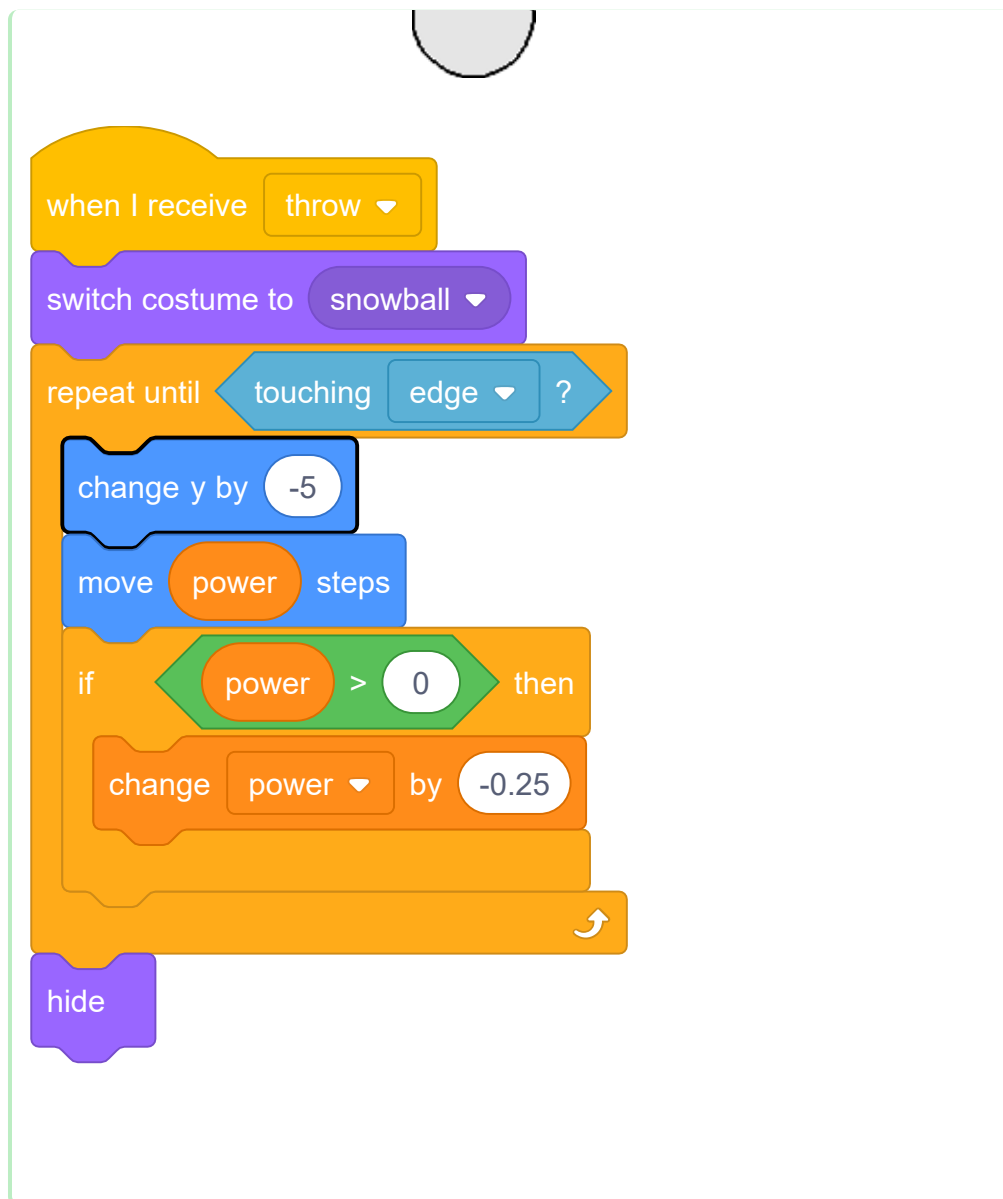 when I receive throw
switch costume to snowball
repeat until touching edge ?
change y by -5
move power steps
if power > 0 then
change power by -0.25
hide